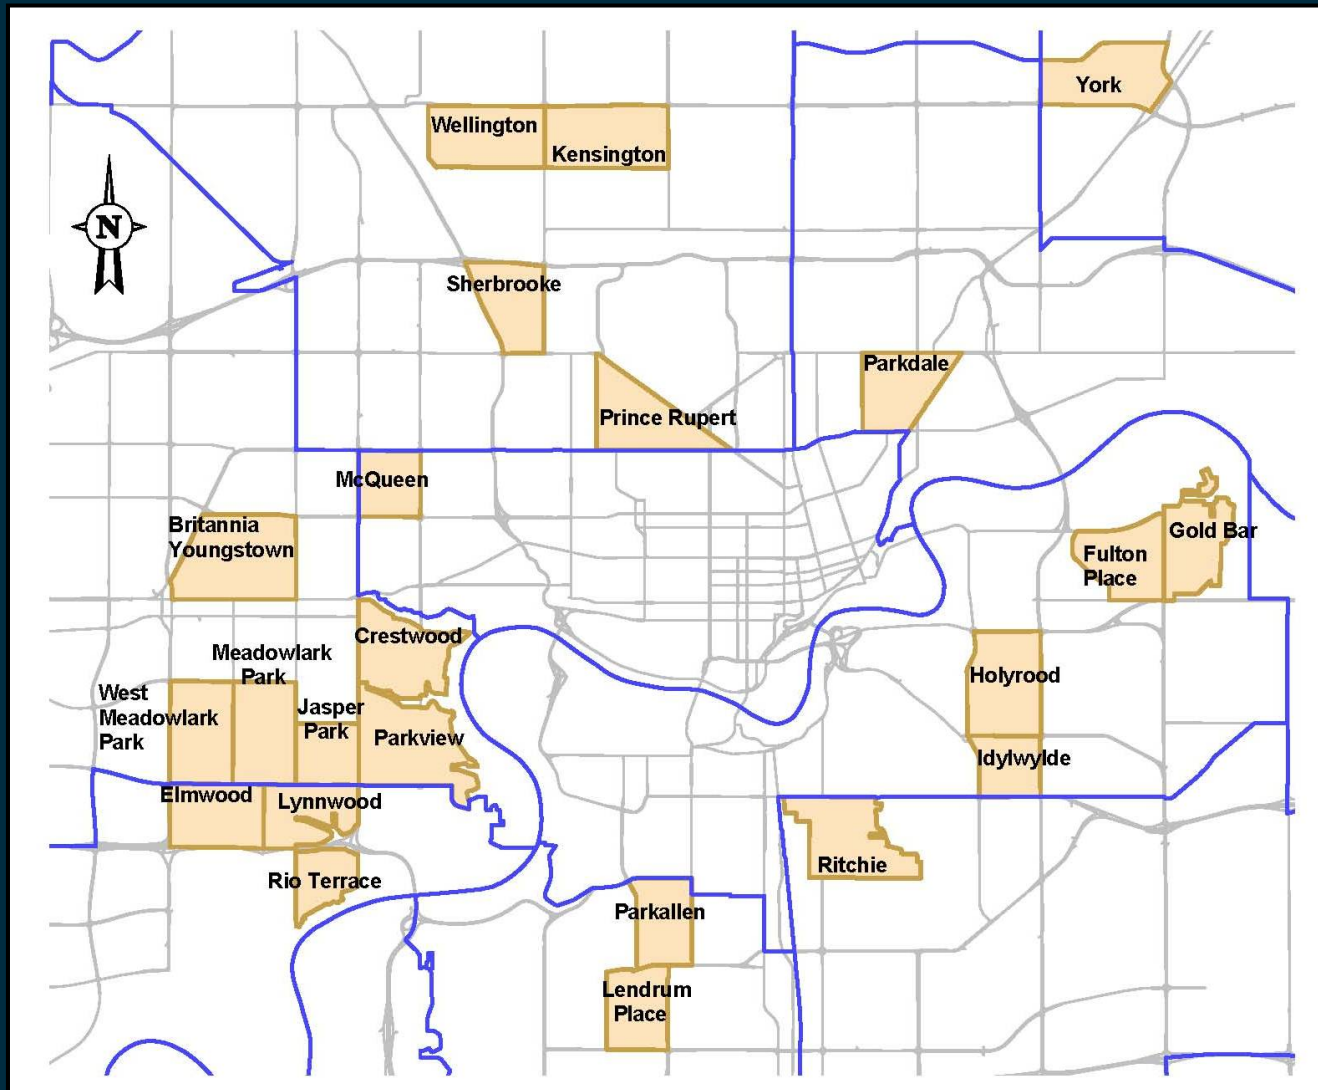 York
Wellington
Kensington
N
Sherbrooke
Parkdale
Prince Rupert
McQueen
Britannia
Youngstown
Gold Bar
Fulton
Place
Crestwood
Meadowlark
Park
Holyrood
West
Meadowlark
Park
Jasper
Park
Parkview
Idylwylde
Elmwood
Lynnwood
Ritchie
Rio Terrace
Parkallen
Lendrum
Place